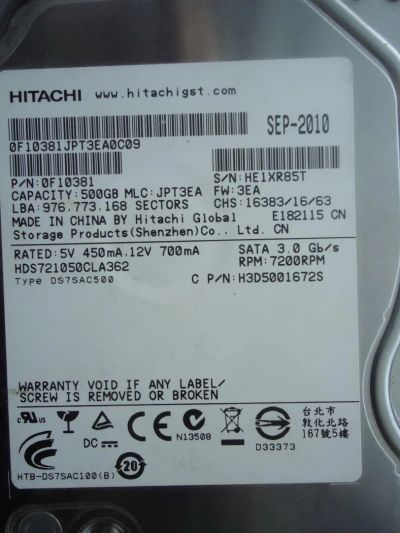 HITACHI www.hitachigst.com
SEP-2010
0F10381JPT3EA0C09
P/N:0F10381 S/N:HE1XR85T
CAPACITY:500GB MLC:JPT3EA FW:3EA
LBA:976.773.168 SECTORS CHS:16383/16/63
MADE IN CHINA BY Hitachi Global E182115 CN
Storage Products(Shenzhen)Co.. Ltd. CN
RATED:5V 450mA.12V 700mA SATA 3.0 Gb/s
HDS721050CLA362 RPM:7200RPM
Type DS7SAC500 C P/N:H3D5001672S
WARRANTY VOID IF ANY LABEL/
SCREW IS REMOVED OR BROKEN
c UL us DC CE N13508 D33373
台北市
敦化北路
167號5樓
20
HTB-DS7SAC100(B)